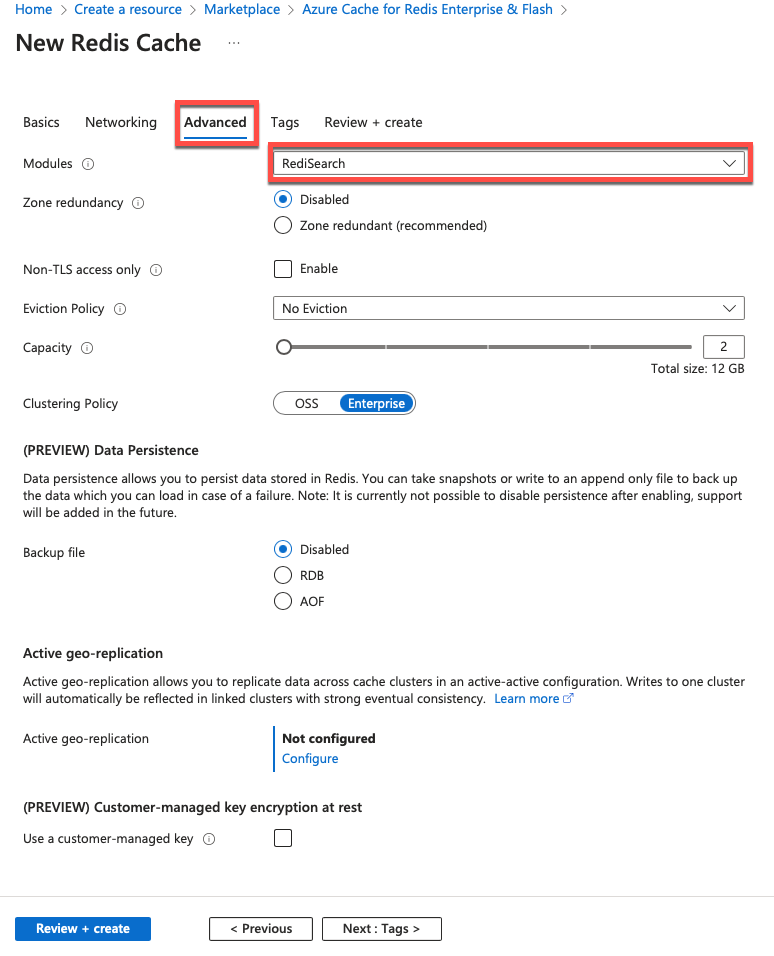 Home > Create a resource > Marketplace > Azure Cache for Redis Enterprise & Flash >
New Redis Cache ...
Basics Networking Advanced Tags Review + create
Modules RediSearch
Zone redundancy Disabled
Zone redundant (recommended)
Non-TLS access only Enable
Eviction Policy No Eviction
Capacity 2
Total size: 12 GB
Clustering Policy OSS Enterprise
(PREVIEW) Data Persistence
Data persistence allows you to persist data stored in Redis. You can take snapshots or write to an append only file to back up
the data which you can load in case of a failure. Note: It is currently not possible to disable persistence after enabling, support
will be added in the future.
Backup file Disabled
RDB
AOF
Active geo-replication
Active geo-replication allows you to replicate data across cache clusters in an active-active configuration. Writes to one cluster
will automatically be reflected in linked clusters with strong eventual consistency. Learn more
Active geo-replication Not configured
Configure
(PREVIEW) Customer-managed key encryption at rest
Use a customer-managed key
Review + create < Previous Next : Tags >